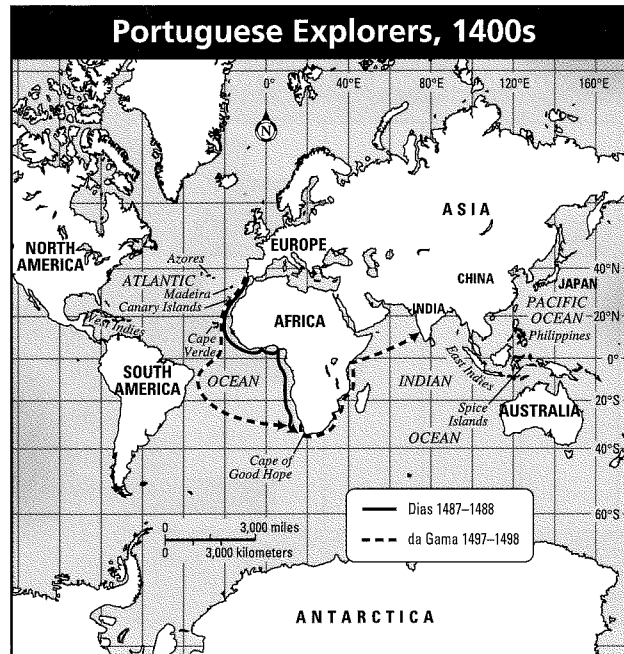 Portuguese Explorers, 1400s
0°
40°E
80°E
120°E
160°E
N
ASIA
NORTH
AMERICA
EUROPE
Azores
ATLANTIC
Madeira
Canary Islands
40°N
CHINA
JAPAN
PACIFIC
OCEAN
West Indies
AFRICA
INDIA
20°N
Philippines
Cape
Verde
0°
SOUTH
AMERICA
OCEAN
INDIAN
East Indies
20°S
Spice
Islands
AUSTRALIA
OCEAN
40°S
Cape of
Good Hope
Dias 1487–1488
da Gama 1497–1498
60°S
0 3,000 miles
0 3,000 kilometers
ANTARCTICA